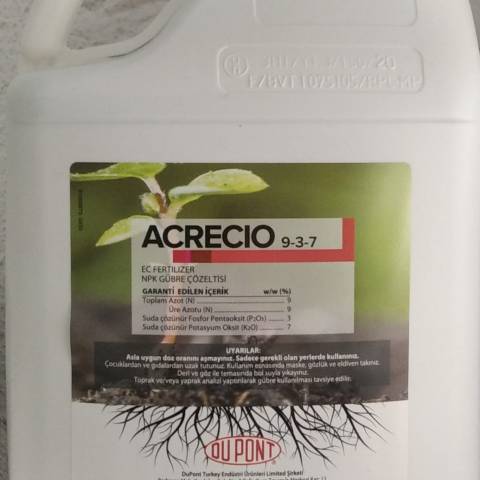 ACRECIO 9-3-7
EC FERTILIZER
NPK GÜBRE ÇÖZELTİSİ
GARANTİ EDİLEN İÇERİK w/w (%)
Toplam Azot (N) 9
Üre Azotu (N) 9
Suda çözünür Fosfor Pentaoksit (P₂O₅) 3
Suda çözünür Potasyum Oksit (K₂O) 7
UYARILAR:
Asla uygun doz oranını aşmayınız. Sadece gerekli olan yerlerde kullanınız.
Çocuklardan ve gıdalardan uzak tutunuz. Kullanım esnasında maske, gözlük ve eldiven takınız.
Deri ve göz ile temasında bol suyla yıkayınız.
Toprak ve/veya yaprak analizi yapılarak gübre kullanılması tavsiye edilir.
DU PONT
DuPont Turkey Endüstri Ürünleri Limited Şirketi